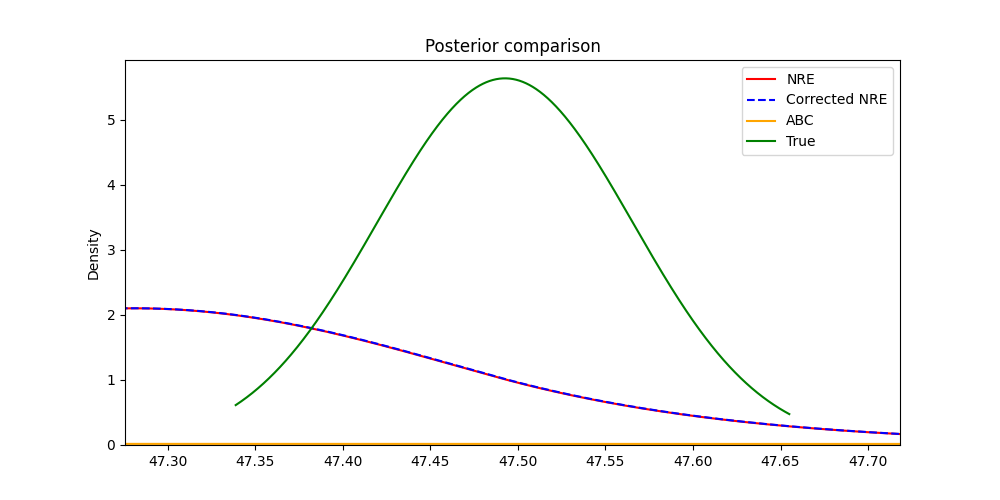 Posterior comparison
NRE
Corrected NRE
ABC
True
Density
5
4
3
2
1
0
47.30 47.35 47.40 47.45 47.50 47.55 47.60 47.65 47.70